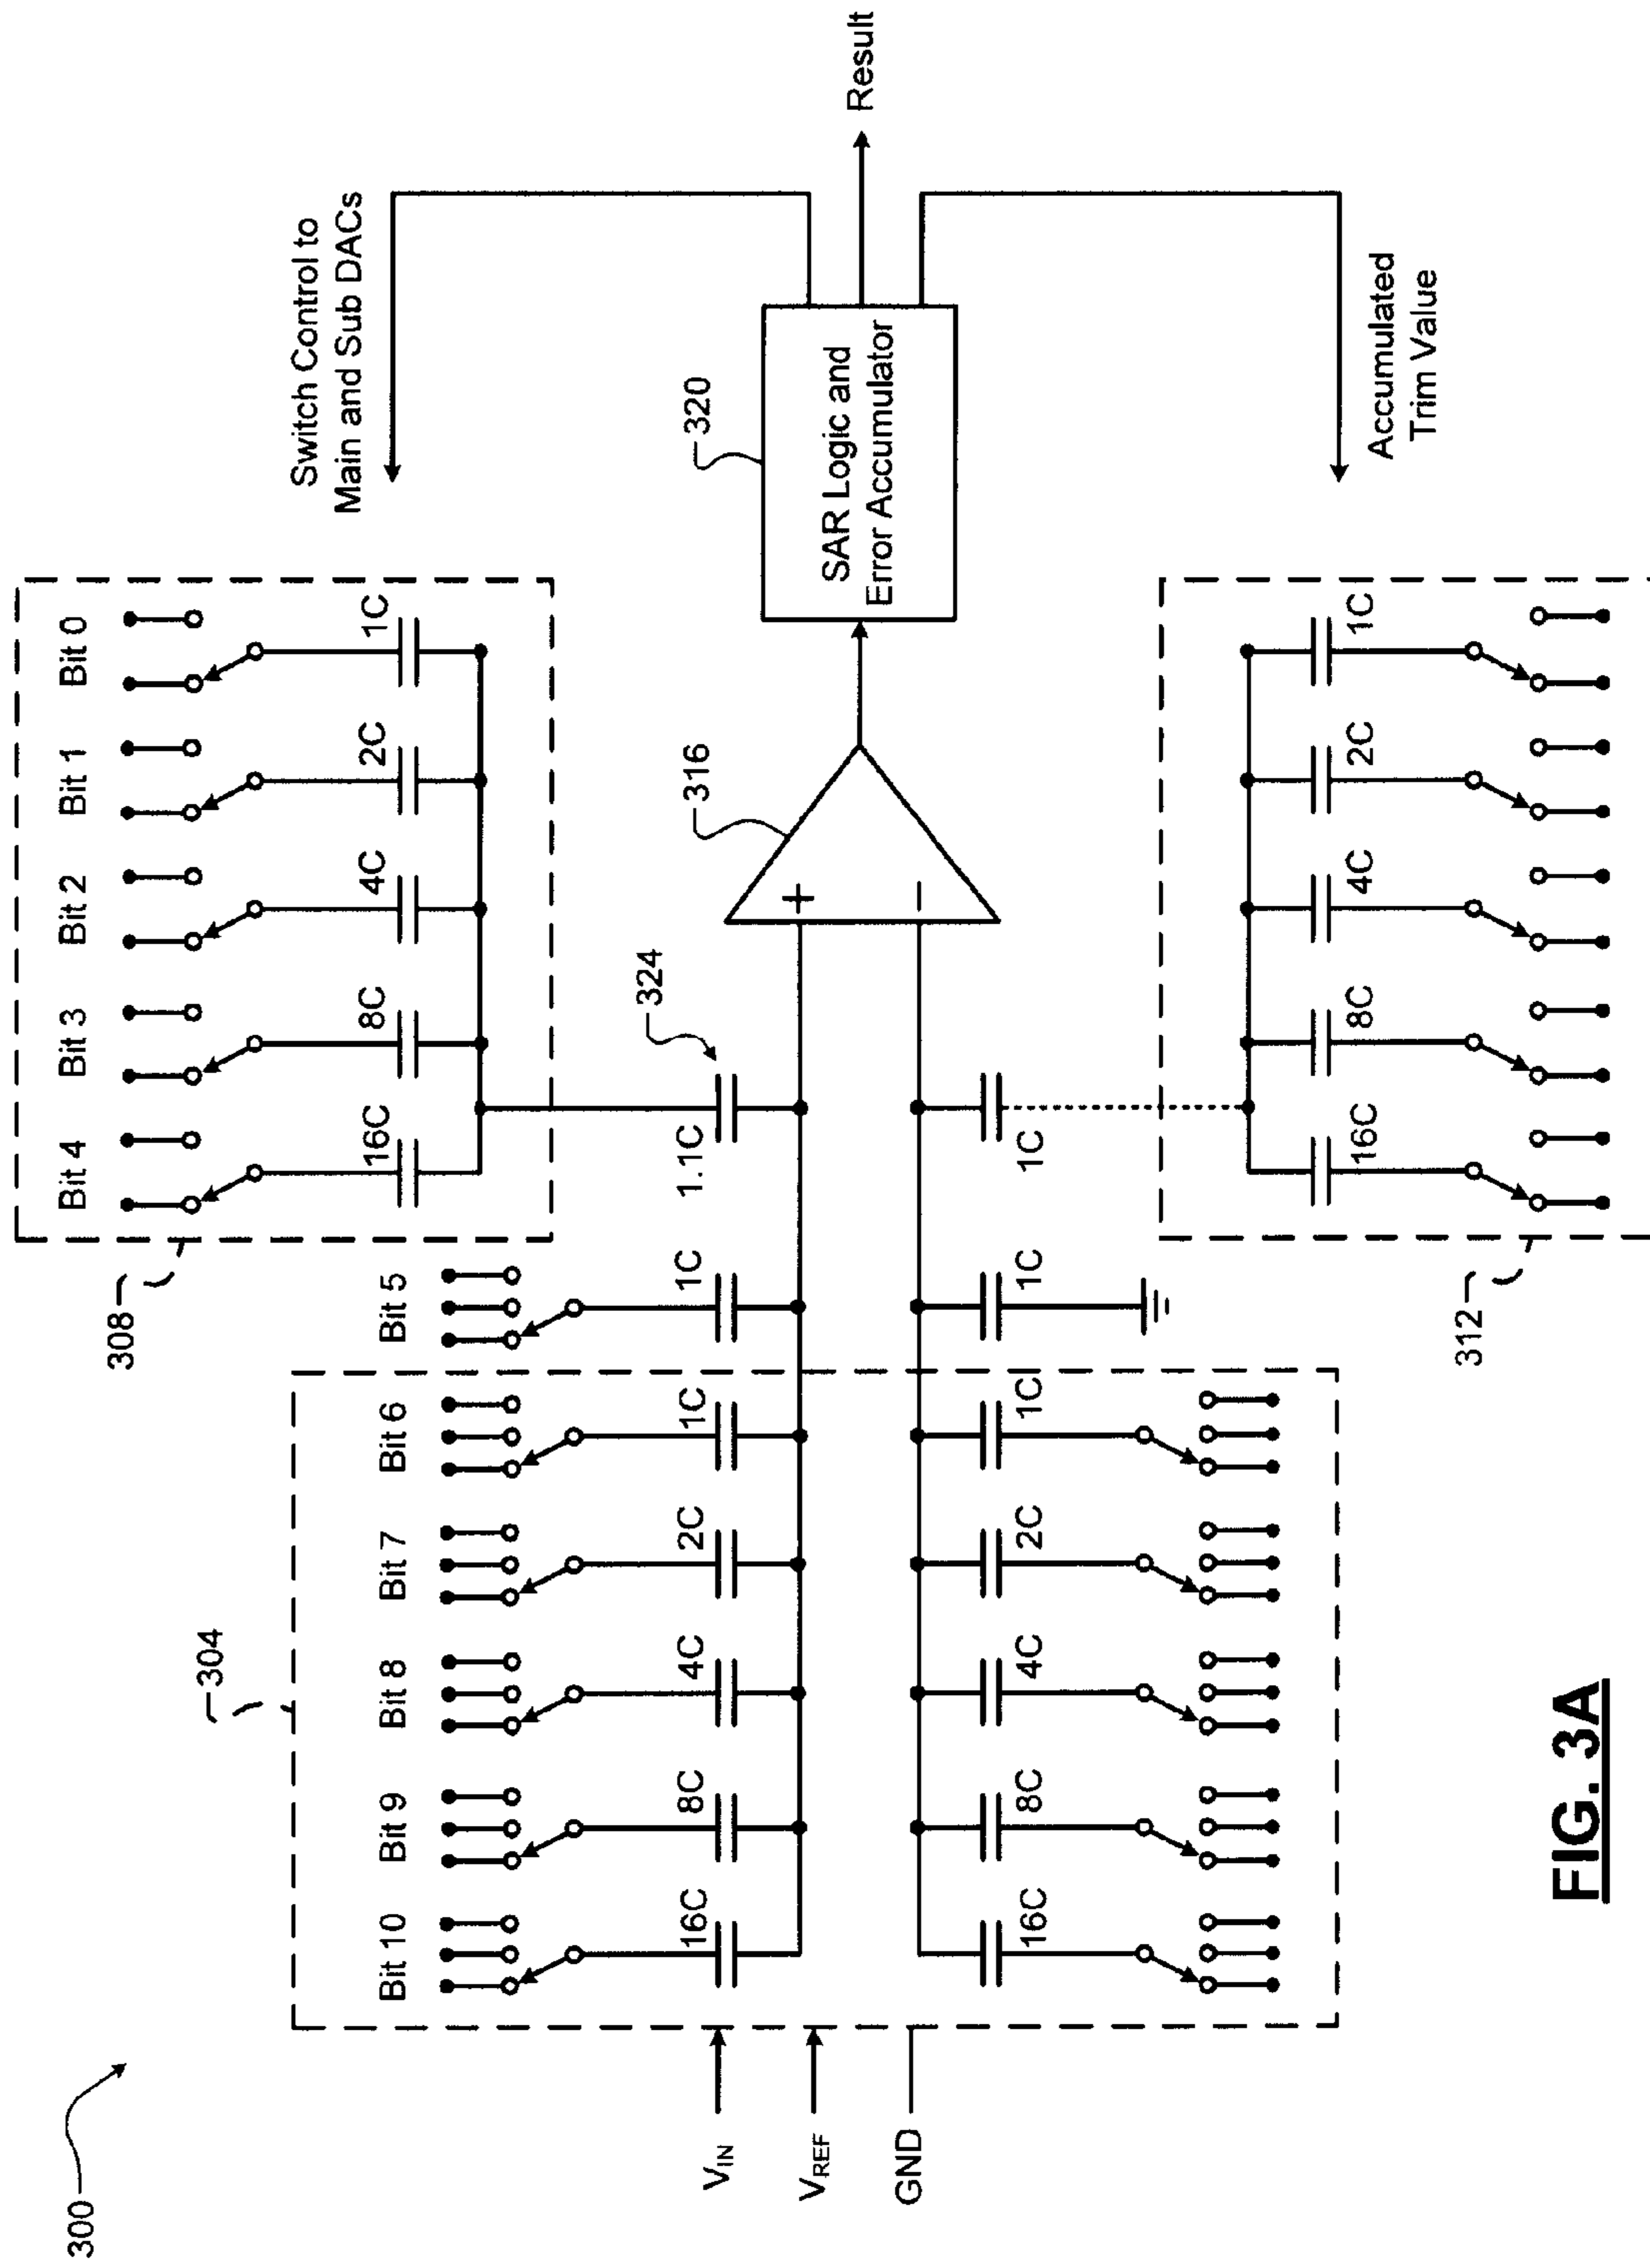 300
304
308
Bit 10
Bit 9
Bit 8
Bit 7
Bit 6
Bit 5
Bit 4
Bit 3
Bit 2
Bit 1
Bit 0
16C
8C
4C
2C
1C
16C
8C
4C
2C
1C
1C
1.1C
324
316
320
Switch Control to
Main and Sub DACs
SAR Logic and
Error Accumulator
Result
Accumulated
Trim Value
VIN
VREF
GND
16C
8C
4C
2C
1C
1C
1C
16C
8C
4C
2C
1C
312
FIG. 3A